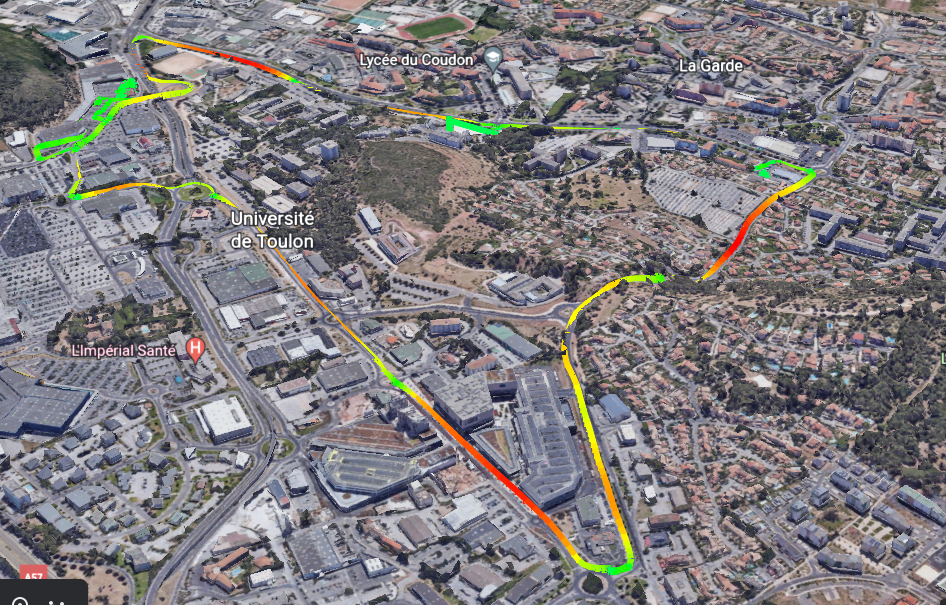 Lycée du Coudon
La Garde
Université
de Toulon
L'Impérial Santé
H
A57